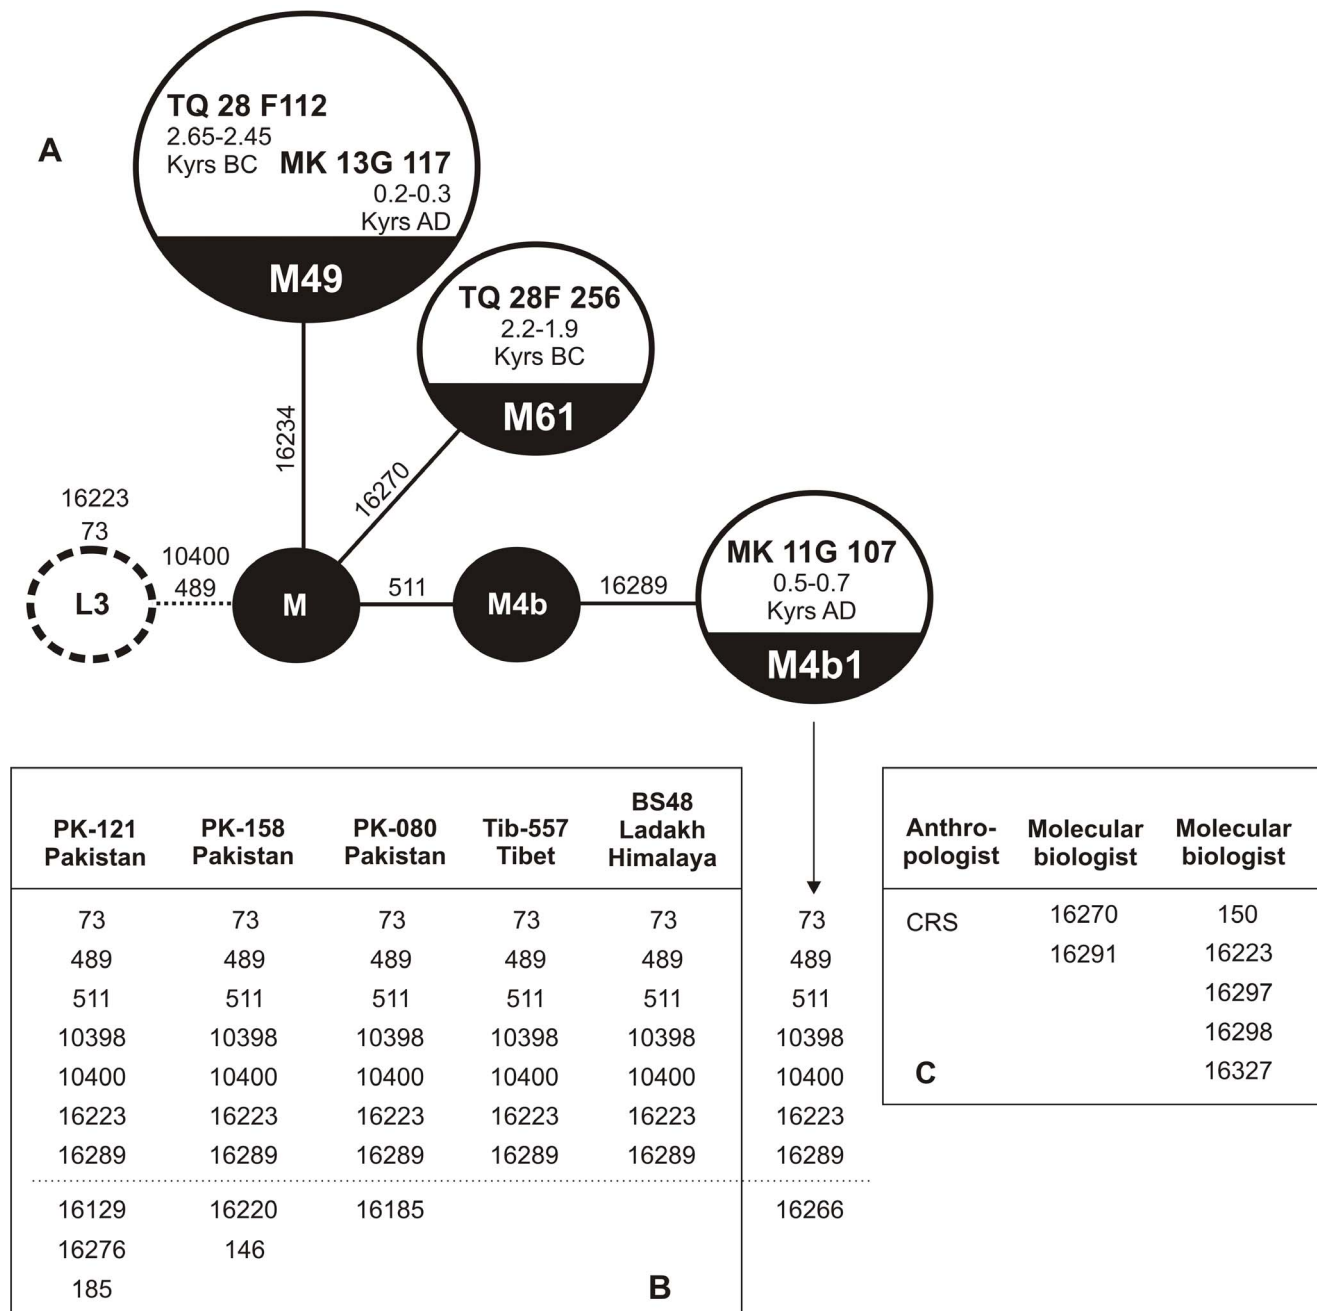 A
TQ 28 F112
2.65-2.45
Kyrs BC
MK 13G 117
0.2-0.3
Kyrs AD
M49
TQ 28F 256
2.2-1.9
Kyrs BC
M61
16234
16270
16223
73
L3
10400
489
M
511
M4b
16289
MK 11G 107
0.5-0.7
Kyrs AD
M4b1
PK-121 Pakistan
PK-158 Pakistan
PK-080 Pakistan
Tib-557 Tibet
BS48 Ladakh Himalaya
73 73 73 73 73 73
489 489 489 489 489 489
511 511 511 511 511 511
10398 10398 10398 10398 10398 10398
10400 10400 10400 10400 10400 10400
16223 16223 16223 16223 16223 16223
16289 16289 16289 16289 16289 16289
16129 16220 16185 16266
16276 146
185
B
Anthro-
pologist
Molecular
biologist
Molecular
biologist
CRS 16270 150
16291 16223
16297
16298
16327
C